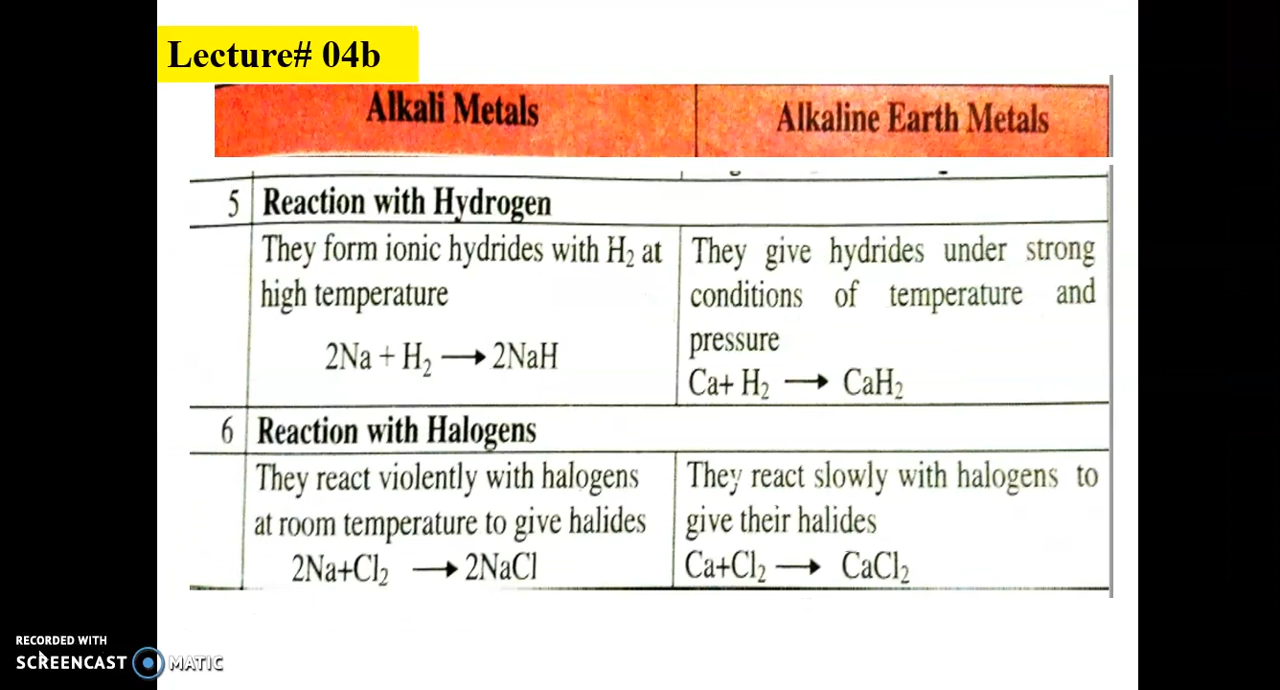 Lecture# 04b
Alkali Metals
Alkaline Earth Metals
5 Reaction with Hydrogen
They form ionic hydrides with H₂ at
high temperature
2Na + H₂ ⟶ 2NaH
They give hydrides under strong
conditions of temperature and
pressure
Ca+ H₂ ⟶ CaH₂
6 Reaction with Halogens
They react violently with halogens
at room temperature to give halides
2Na+Cl₂ ⟶ 2NaCl
They react slowly with halogens to
give their halides
Ca+Cl₂ ⟶ CaCl₂
RECORDED WITH
SCREENCAST MATIC